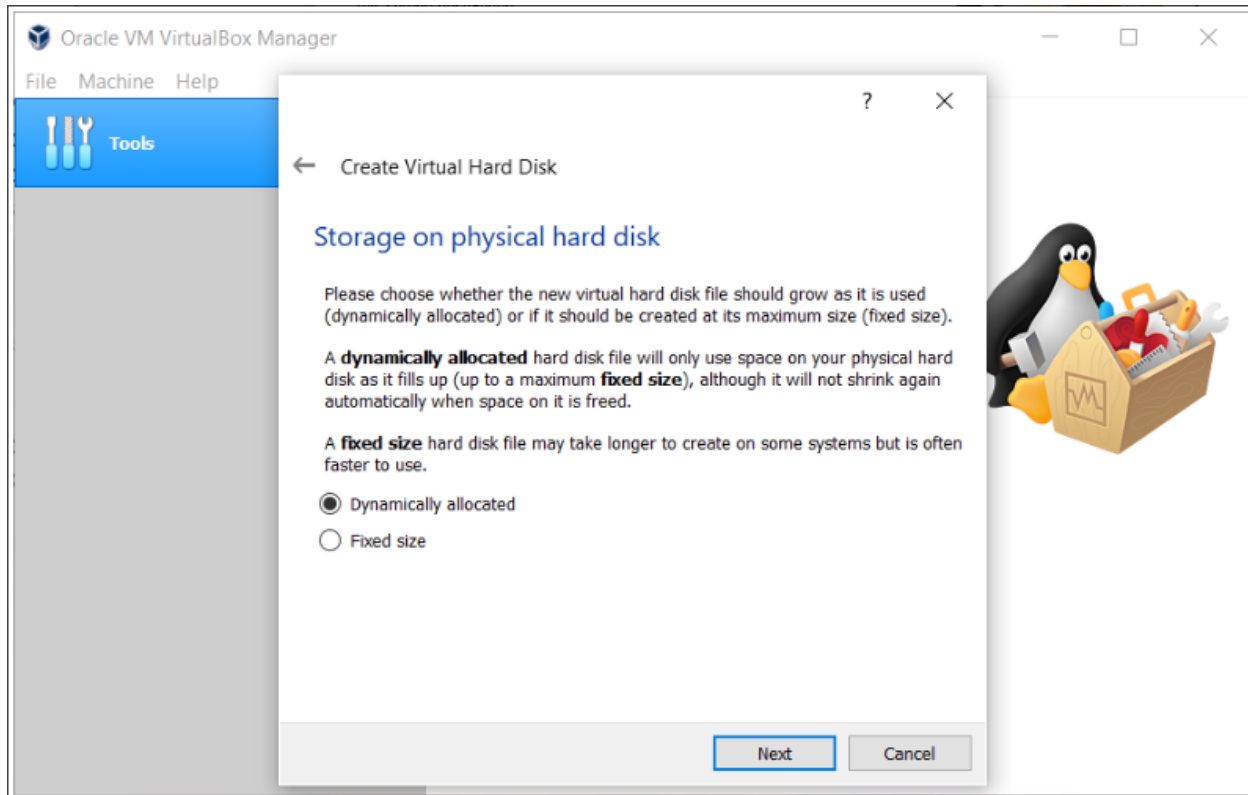 Oracle VM VirtualBox Manager
File Machine Help
Tools
?
Create Virtual Hard Disk
Storage on physical hard disk
Please choose whether the new virtual hard disk file should grow as it is used
(dynamically allocated) or if it should be created at its maximum size (fixed size).
A dynamically allocated hard disk file will only use space on your physical hard
disk as it fills up (up to a maximum fixed size), although it will not shrink again
automatically when space on it is freed.
A fixed size hard disk file may take longer to create on some systems but is often
faster to use.
Dynamically allocated
Fixed size
Next Cancel